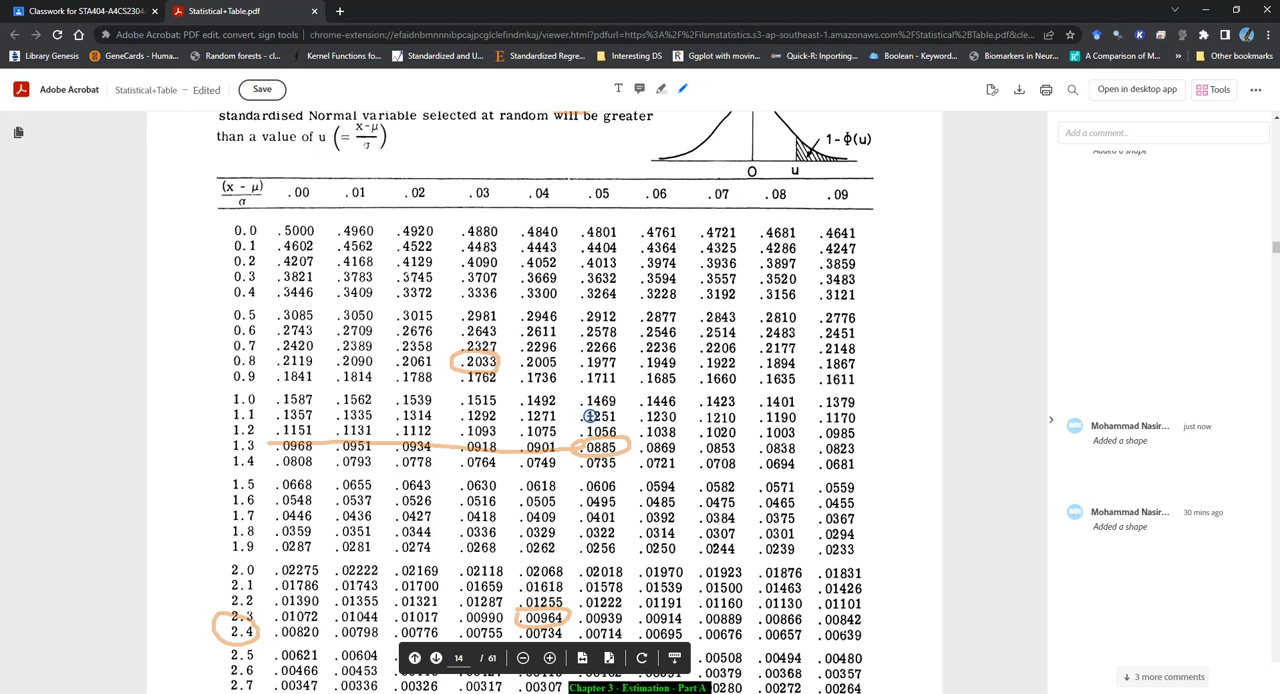 Classwork for STA404-A4CS2304-
Statistical+Table.pdf
Adobe Acrobat: PDF edit, convert, sign tools
chrome-extension://efaidnbmnnnibpcajpcglclefindmkaj/viewer.html?pdfurl=https%3A%2F%2Filsmstatistics.s3-ap-southeast-1.amazonaws.com%2FStatistical%2BTable.pdf&cle...
Library Genesis
GeneCards - Huma...
Random forests - cl...
Kernel Functions fo...
Standardized and U...
Standardized Regre...
Interesting DS
Ggplot with movin...
Quick-R: Inporting...
Boolean - Keyword...
Biomarkers in Neur...
A Comparison of M...
Other bookmarks
Adobe Acrobat
Statistical+Table − Edited
Save
Open in desktop app
Tools
Add a comment...
Added a shape
standardised Normal variable selected at random will be greater
than a value of u (= x-μ/σ)
1-Φ(u)
0 u
(x - μ)/σ .00 .01 .02 .03 .04 .05 .06 .07 .08 .09
0.0 .5000 .4960 .4920 .4880 .4840 .4801 .4761 .4721 .4681 .4641
0.1 .4602 .4562 .4522 .4483 .4443 .4404 .4364 .4325 .4286 .4247
0.2 .4207 .4168 .4129 .4090 .4052 .4013 .3974 .3936 .3897 .3859
0.3 .3821 .3783 .3745 .3707 .3669 .3632 .3594 .3557 .3520 .3483
0.4 .3446 .3409 .3372 .3336 .3300 .3264 .3228 .3192 .3156 .3121
0.5 .3085 .3050 .3015 .2981 .2946 .2912 .2877 .2843 .2810 .2776
0.6 .2743 .2709 .2676 .2643 .2611 .2578 .2546 .2514 .2483 .2451
0.7 .2420 .2389 .2358 .2327 .2296 .2266 .2236 .2206 .2177 .2148
0.8 .2119 .2090 .2061 .2033 .2005 .1977 .1949 .1922 .1894 .1867
0.9 .1841 .1814 .1788 .1762 .1736 .1711 .1685 .1660 .1635 .1611
1.0 .1587 .1562 .1539 .1515 .1492 .1469 .1446 .1423 .1401 .1379
1.1 .1357 .1335 .1314 .1292 .1271 .1251 .1230 .1210 .1190 .1170
1.2 .1151 .1131 .1112 .1093 .1075 .1056 .1038 .1020 .1003 .0985
1.3 .0968 .0951 .0934 .0918 .0901 .0885 .0869 .0853 .0838 .0823
1.4 .0808 .0793 .0778 .0764 .0749 .0735 .0721 .0708 .0694 .0681
1.5 .0668 .0655 .0643 .0630 .0618 .0606 .0594 .0582 .0571 .0559
1.6 .0548 .0537 .0526 .0516 .0505 .0495 .0485 .0475 .0465 .0455
1.7 .0446 .0436 .0427 .0418 .0409 .0401 .0392 .0384 .0375 .0367
1.8 .0359 .0351 .0344 .0336 .0329 .0322 .0314 .0307 .0301 .0294
1.9 .0287 .0281 .0274 .0268 .0262 .0256 .0250 .0244 .0239 .0233
2.0 .02275 .02222 .02169 .02118 .02068 .02018 .01970 .01923 .01876 .01831
2.1 .01786 .01743 .01700 .01659 .01618 .01578 .01539 .01500 .01463 .01426
2.2 .01390 .01355 .01321 .01287 .01255 .01222 .01191 .01160 .01130 .01101
2.3 .01072 .01044 .01017 .00990 .00964 .00939 .00914 .00889 .00866 .00842
2.4 .00820 .00798 .00776 .00755 .00734 .00714 .00695 .00676 .00657 .00639
2.5 .00621 .00604 .00508 .00494 .00480
2.6 .00466 .00453 .00379 .00368 .00357
2.7 .00347 .00336 .00326 .00317 .00307 .00280 .00272 .00264
14 / 61
Chapter 3 - Estimation - Part A
Mohammad Nasir... just now
Added a shape
Mohammad Nasir... 30 mins ago
Added a shape
3 more comments